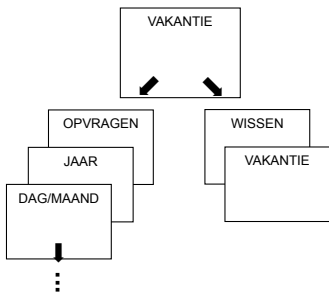 VAKANTIE
OPVRAGEN
WISSEN
JAAR
VAKANTIE
DAG/MAAND